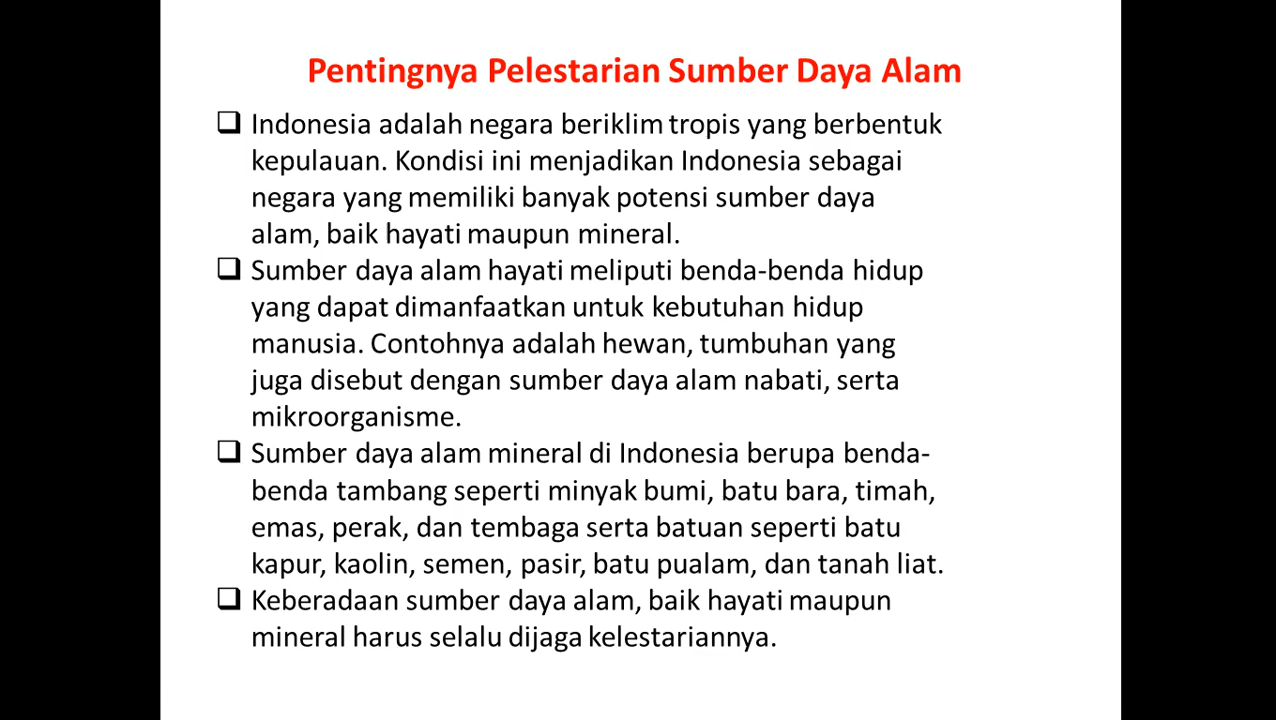 Pentingnya Pelestarian Sumber Daya Alam
❑ Indonesia adalah negara beriklim tropis yang berbentuk
kepulauan. Kondisi ini menjadikan Indonesia sebagai
negara yang memiliki banyak potensi sumber daya
alam, baik hayati maupun mineral.
❑ Sumber daya alam hayati meliputi benda-benda hidup
yang dapat dimanfaatkan untuk kebutuhan hidup
manusia. Contohnya adalah hewan, tumbuhan yang
juga disebut dengan sumber daya alam nabati, serta
mikroorganisme.
❑ Sumber daya alam mineral di Indonesia berupa benda-
benda tambang seperti minyak bumi, batu bara, timah,
emas, perak, dan tembaga serta batuan seperti batu
kapur, kaolin, semen, pasir, batu pualam, dan tanah liat.
❑ Keberadaan sumber daya alam, baik hayati maupun
mineral harus selalu dijaga kelestariannya.